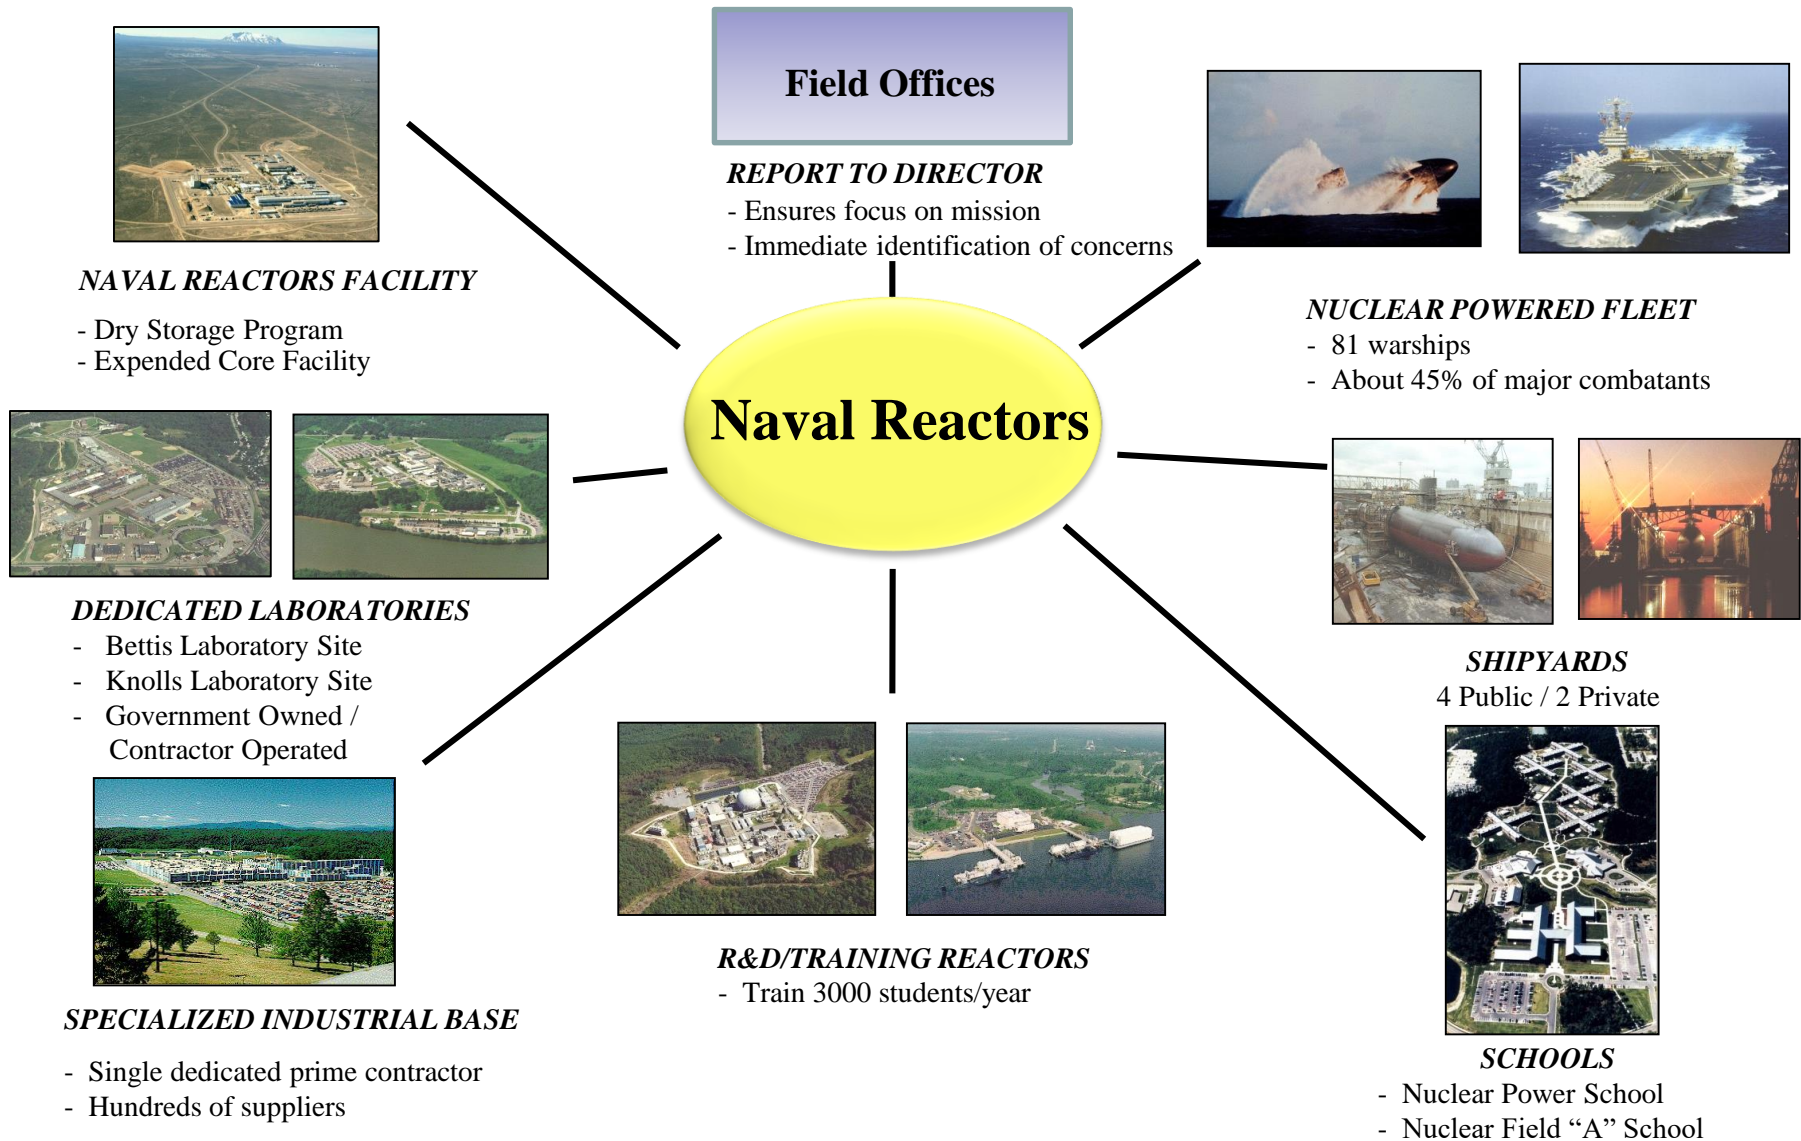 Field Offices
REPORT TO DIRECTOR
- Ensures focus on mission
- Immediate identification of concerns
NAVAL REACTORS FACILITY
- Dry Storage Program
- Expended Core Facility
NUCLEAR POWERED FLEET
- 81 warships
- About 45% of major combatants
Naval Reactors
DEDICATED LABORATORIES
- Bettis Laboratory Site
- Knolls Laboratory Site
- Government Owned /
Contractor Operated
SHIPYARDS
4 Public / 2 Private
SPECIALIZED INDUSTRIAL BASE
- Single dedicated prime contractor
- Hundreds of suppliers
R&D/TRAINING REACTORS
- Train 3000 students/year
SCHOOLS
- Nuclear Power School
- Nuclear Field “A” School